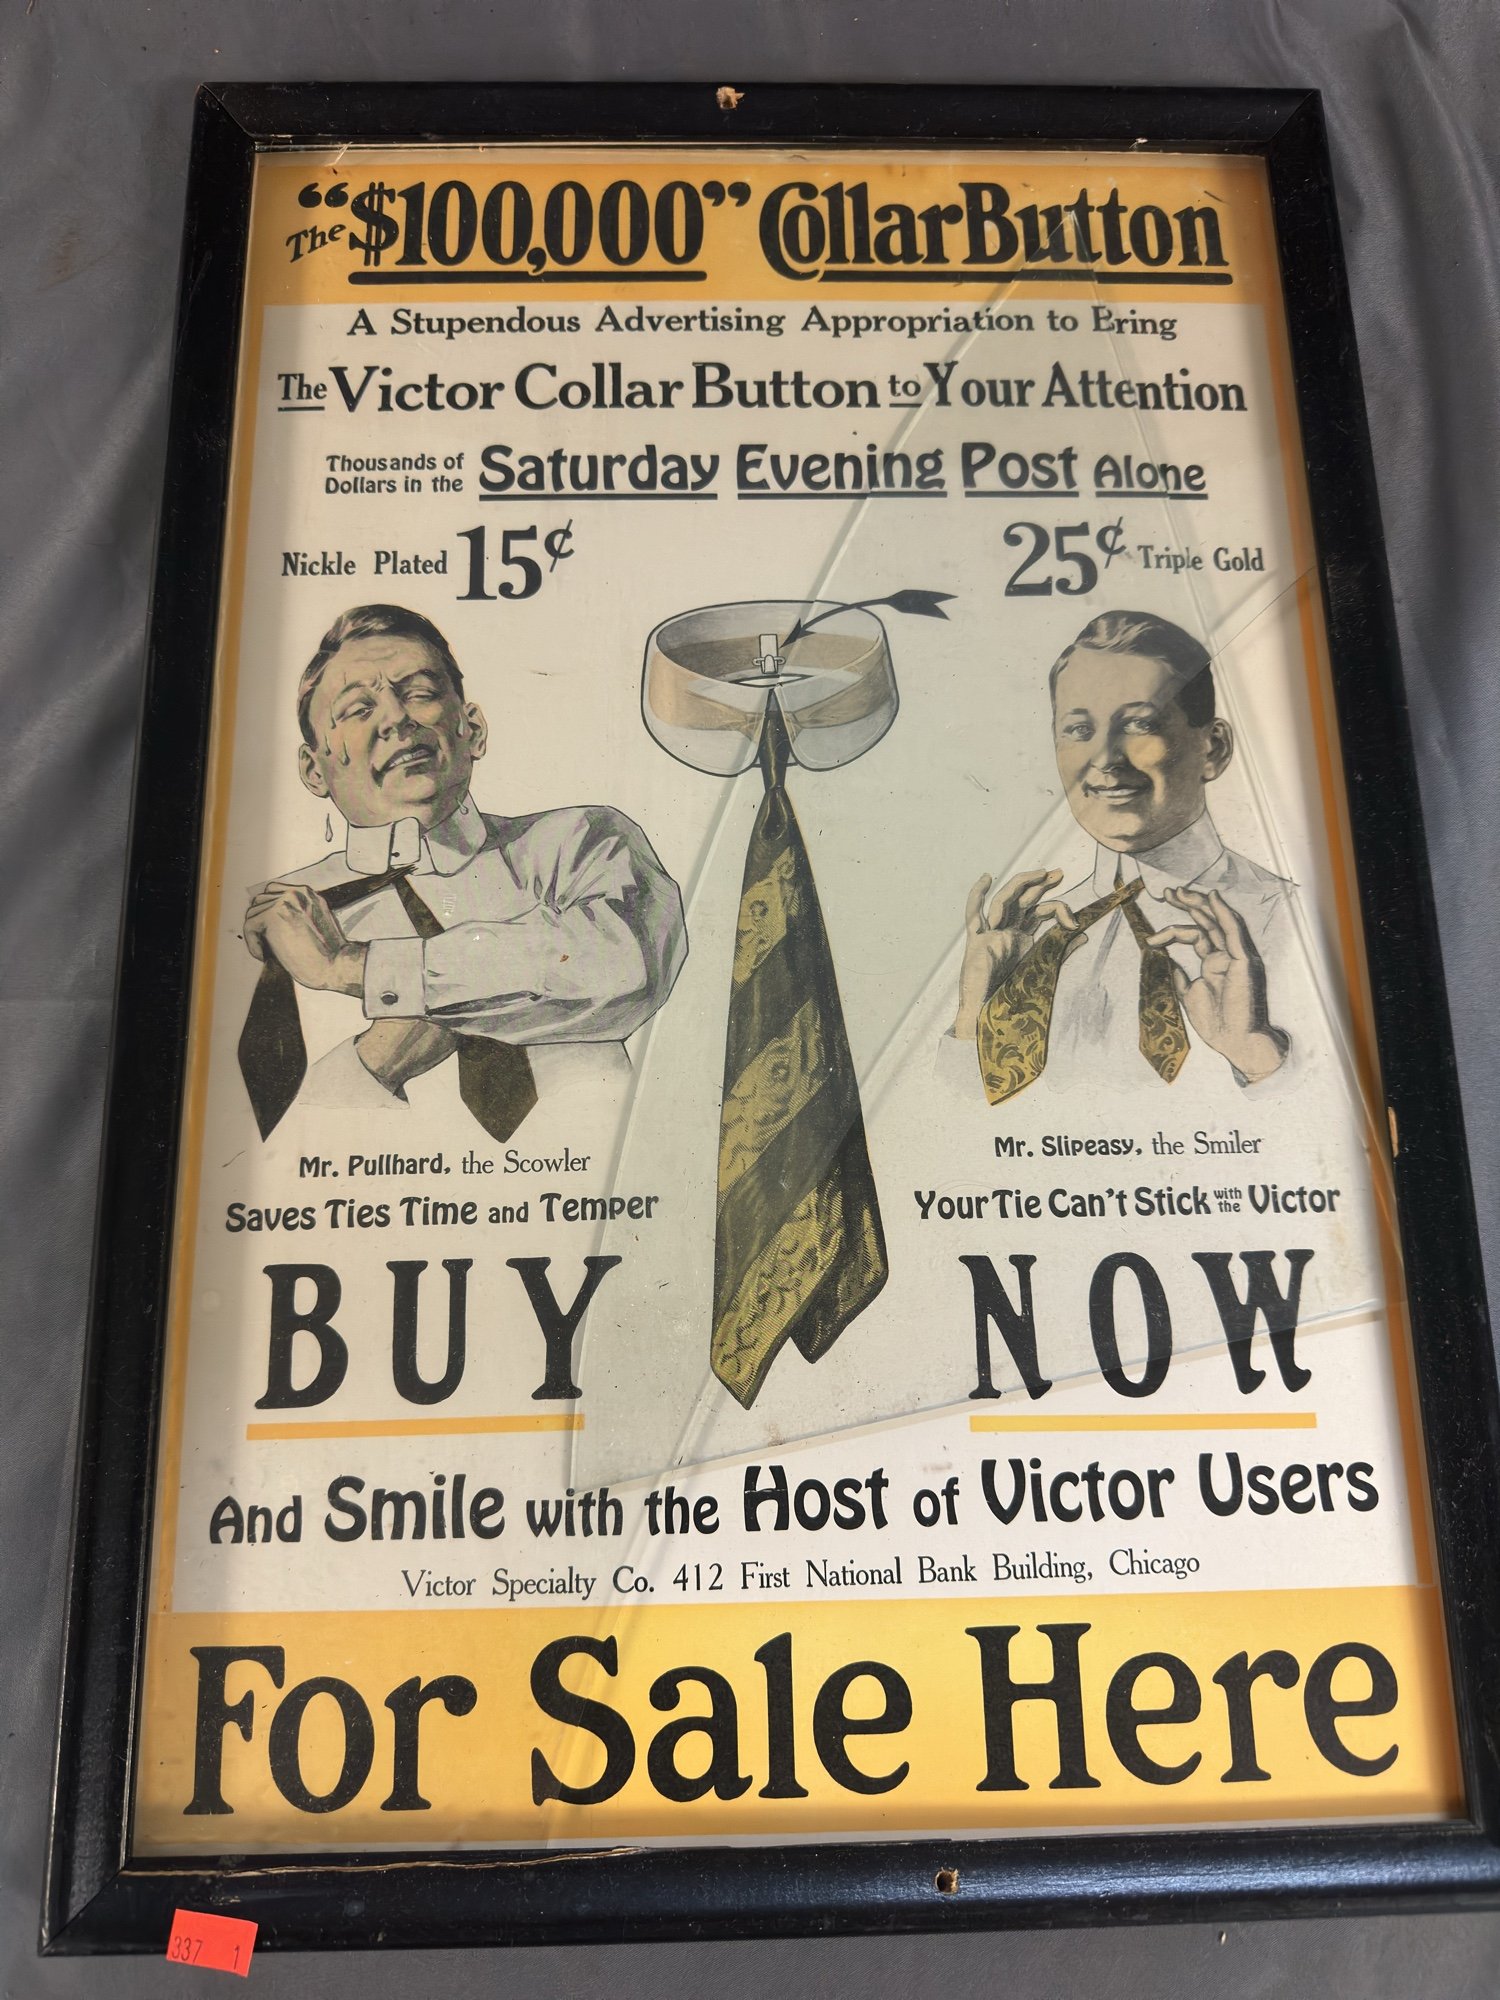 The "$100,000" Collar Button
A Stupendous Advertising Appropriation to Bring
The Victor Collar Button to Your Attention
Thousands of Dollars in the Saturday Evening Post Alone
Nickle Plated 15¢
25¢ Triple Gold
Mr. Pullhard, the Scowler
Mr. Slipeasy, the Smiler
Saves Ties Time and Temper
Your Tie Can't Stick with the Victor
BUY NOW
And Smile with the Host of Victor Users
Victor Specialty Co. 412 First National Bank Building, Chicago
For Sale Here
337 1